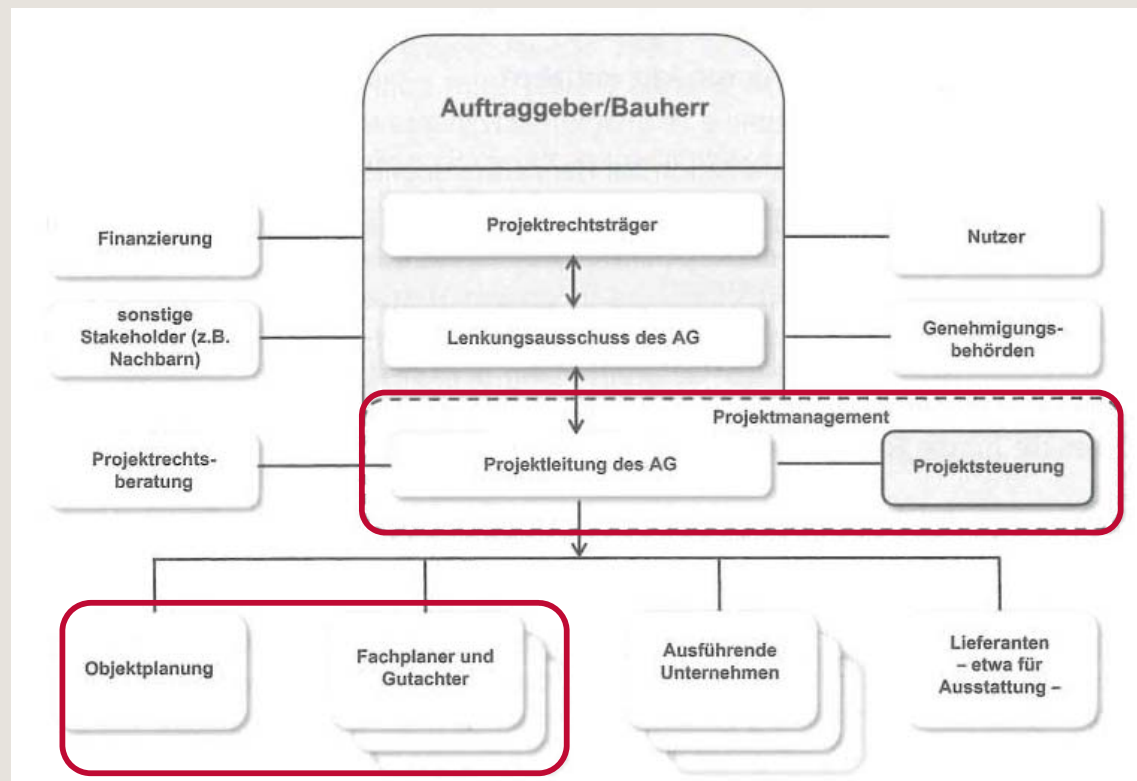 Auftraggeber/Bauherr
Projektrechtsträger
Finanzierung
Nutzer
sonstige
Stakeholder (z.B.
Nachbarn)
Lenkungsausschuss des AG
Genehmigungs-
behörden
Projektmanagement
Projektrechts-
beratung
Projektleitung des AG
Projektsteuerung
Objektplanung
Fachplaner und
Gutachter
Ausführende
Unternehmen
Lieferanten
– etwa für
Ausstattung –